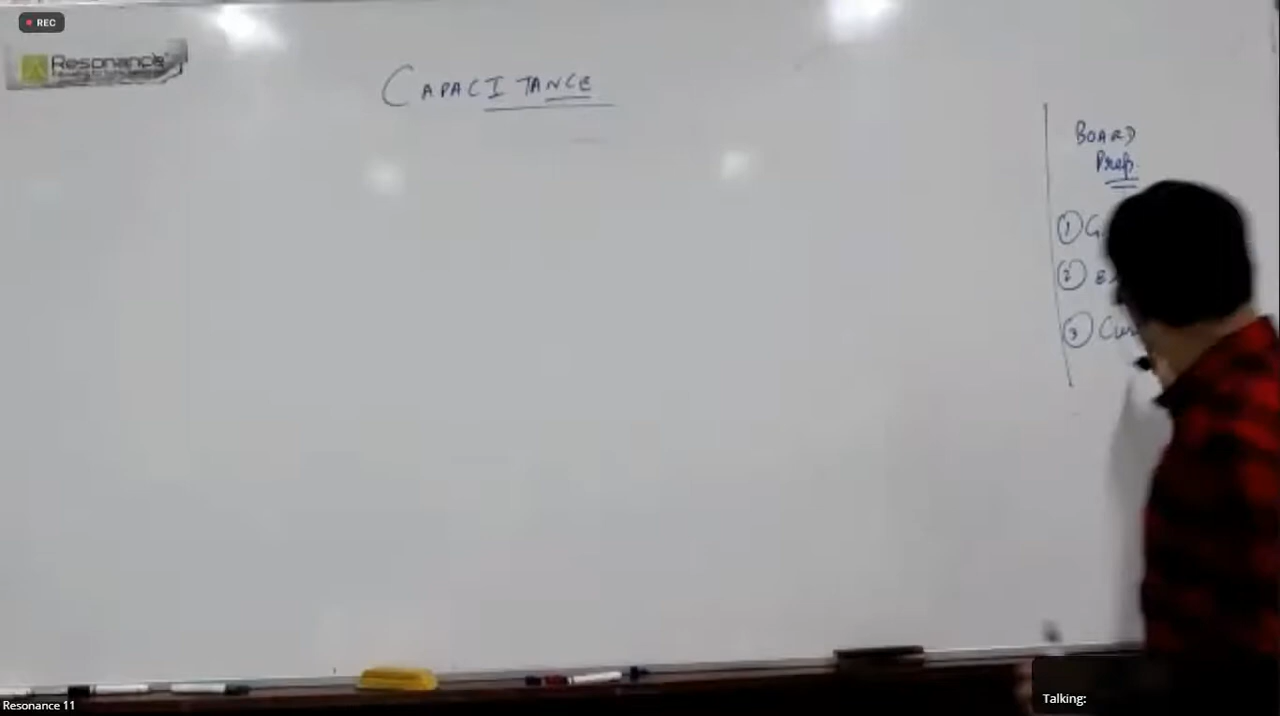 REC
Resonance
CAPACITANCE
BOARD
Prep.
①
②
③
Resonance 11
Talking: